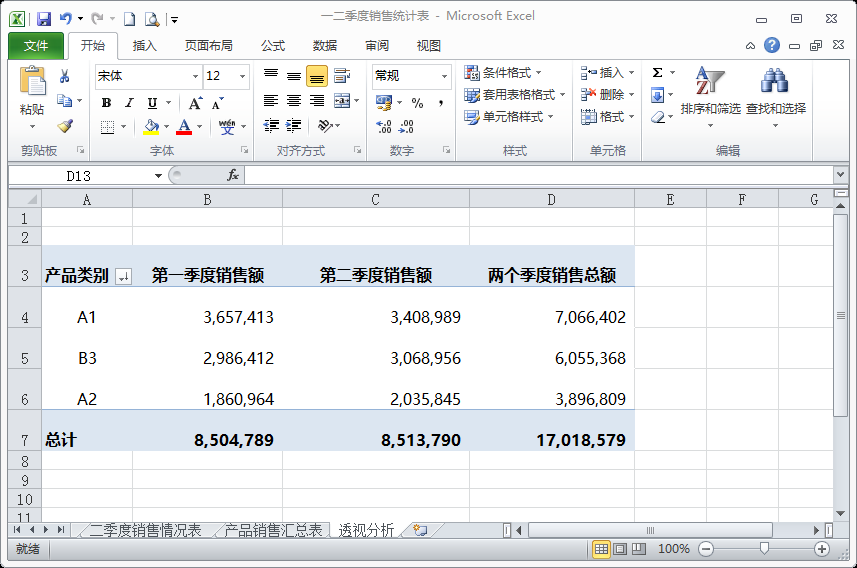 一二季度销售统计表 - Microsoft Excel
文件 开始 插入 页面布局 公式 数据 审阅 视图
宋体 12 常规 条件格式 插入 Σ
粘贴 B I U A A 套用表格格式 删除 排序和筛选 查找和选择
A wén 文 % , 单元格样式 格式
剪贴板 字体 对齐方式 数字 样式 单元格 编辑
D13 fx
A B C D E F G
1
2
3 产品类别 第一季度销售额 第二季度销售额 两个季度销售总额
4 A1 3,657,413 3,408,989 7,066,402
5 B3 2,986,412 3,068,956 6,055,368
6 A2 1,860,964 2,035,845 3,896,809
7 总计 8,504,789 8,513,790 17,018,579
8
9
10
11
二季度销售情况表 产品销售汇总表 透视分析
就绪 100%